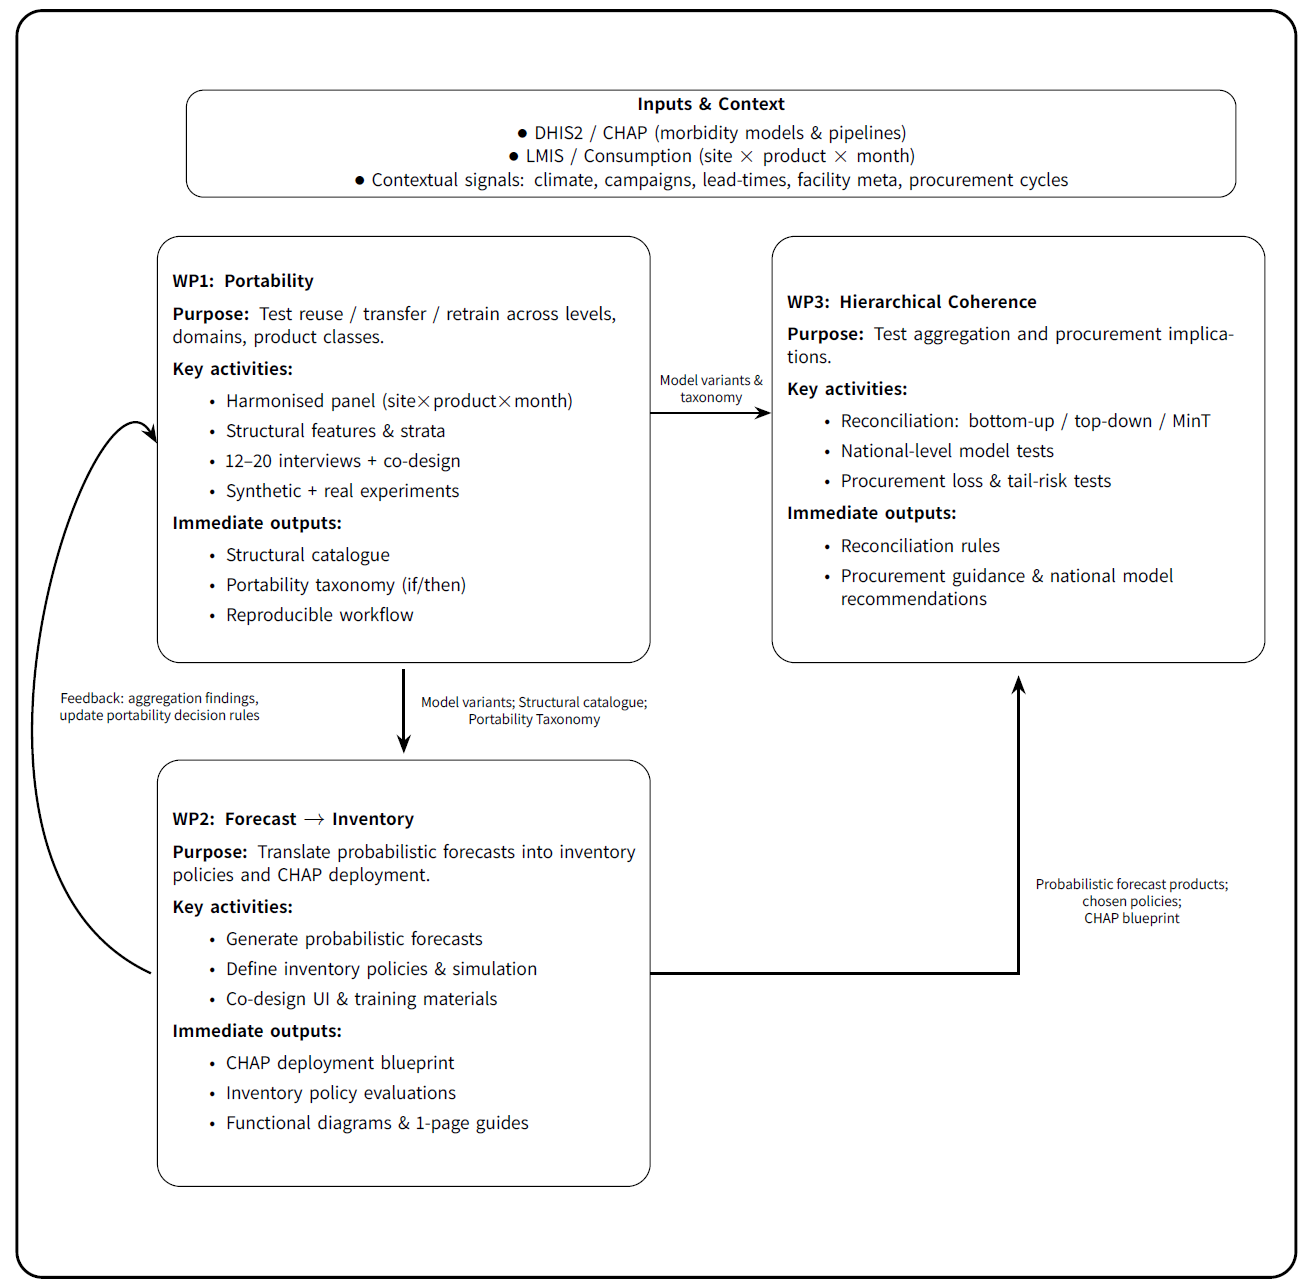 Inputs & Context
● DHIS2 / CHAP (morbidity models & pipelines)
● LMIS / Consumption (site × product × month)
● Contextual signals: climate, campaigns, lead-times, facility meta, procurement cycles
WP1: Portability
Purpose: Test reuse / transfer / retrain across levels,
domains, product classes.
Key activities:
• Harmonised panel (site×product×month)
• Structural features & strata
• 12–20 interviews + co-design
• Synthetic + real experiments
Immediate outputs:
• Structural catalogue
• Portability taxonomy (if/then)
• Reproducible workflow
Model variants &
taxonomy
WP3: Hierarchical Coherence
Purpose: Test aggregation and procurement implica-
tions.
Key activities:
• Reconciliation: bottom-up / top-down / MinT
• National-level model tests
• Procurement loss & tail-risk tests
Immediate outputs:
• Reconciliation rules
• Procurement guidance & national model
recommendations
Feedback: aggregation findings,
update portability decision rules
Model variants; Structural catalogue;
Portability Taxonomy
WP2: Forecast → Inventory
Purpose: Translate probabilistic forecasts into inventory
policies and CHAP deployment.
Key activities:
• Generate probabilistic forecasts
• Define inventory policies & simulation
• Co-design UI & training materials
Immediate outputs:
• CHAP deployment blueprint
• Inventory policy evaluations
• Functional diagrams & 1-page guides
Probabilistic forecast products;
chosen policies;
CHAP blueprint